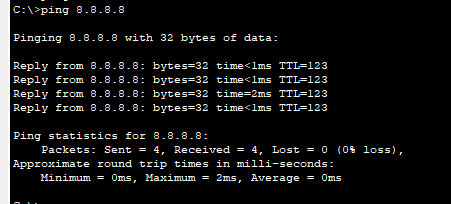 C:\>ping 8.8.8.8
Pinging 8.8.8.8 with 32 bytes of data:
Reply from 8.8.8.8: bytes=32 time<1ms TTL=123
Reply from 8.8.8.8: bytes=32 time<1ms TTL=123
Reply from 8.8.8.8: bytes=32 time=2ms TTL=123
Reply from 8.8.8.8: bytes=32 time<1ms TTL=123
Ping statistics for 8.8.8.8:
Packets: Sent = 4, Received = 4, Lost = 0 (0% loss),
Approximate round trip times in milli-seconds:
Minimum = 0ms, Maximum = 2ms, Average = 0ms